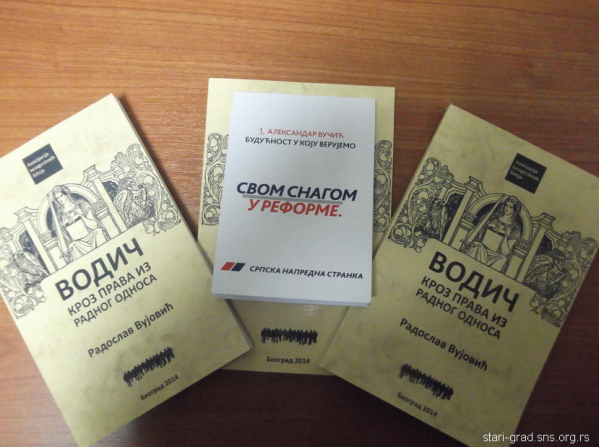 ВОДИЧ
КРОЗ ПРАВА ИЗ
РАДНОГ ОДНОСА
Радослав Вујовић
Београд 2014
АЛЕКСАНДАР ВУЧИЋ
БУДУЋНОСТ У КОЈУ ВЕРУЈЕМО
СВОМ СНАГОМ
У РЕФОРМЕ.
СРПСКА НАПРЕДНА СТРАНКА
Београд 2014
ВОДИЧ
КРОЗ ПРАВА ИЗ
РАДНОГ ОДНОСА
Радослав Вујовић
Београд 2014
stari-grad.sns.org.rs